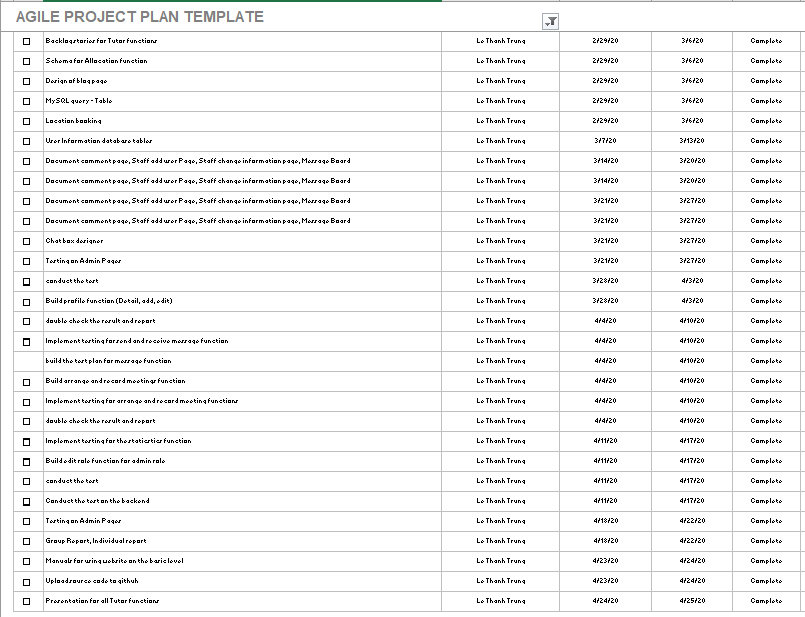 AGILE PROJECT PLAN TEMPLATE
Backlog stories for Tutor functions Le Thanh Trung 2/29/20 3/6/20 Complete
Schema for Allocation function Le Thanh Trung 2/29/20 3/6/20 Complete
Design of blog page Le Thanh Trung 2/29/20 3/6/20 Complete
MySQL query - Table Le Thanh Trung 2/29/20 3/6/20 Complete
Location booking Le Thanh Trung 2/29/20 3/6/20 Complete
User Information database tables Le Thanh Trung 3/7/20 3/13/20 Complete
Document comment page, Staff add user Page, Staff change information page, Message Board Le Thanh Trung 3/14/20 3/20/20 Complete
Document comment page, Staff add user Page, Staff change information page, Message Board Le Thanh Trung 3/14/20 3/20/20 Complete
Document comment page, Staff add user Page, Staff change information page, Message Board Le Thanh Trung 3/21/20 3/27/20 Complete
Document comment page, Staff add user Page, Staff change information page, Message Board Le Thanh Trung 3/21/20 3/27/20 Complete
Chat box designer Le Thanh Trung 3/21/20 3/27/20 Complete
Testing on Admin Pages Le Thanh Trung 3/21/20 3/27/20 Complete
conduct the test Le Thanh Trung 3/28/20 4/3/20 Complete
Build profile function (Detail, add, edit) Le Thanh Trung 3/28/20 4/3/20 Complete
double check the result and report Le Thanh Trung 4/4/20 4/10/20 Complete
Implement testing for send and receive message function Le Thanh Trung 4/4/20 4/10/20 Complete
build the test plan for message function Le Thanh Trung 4/4/20 4/10/20 Complete
Build arrange and record meetings function Le Thanh Trung 4/4/20 4/10/20 Complete
Implement testing for arrange and record meeting functions Le Thanh Trung 4/4/20 4/10/20 Complete
double check the result and report Le Thanh Trung 4/4/20 4/10/20 Complete
Implement testing for the statictics function Le Thanh Trung 4/11/20 4/17/20 Complete
Build edit role function for admin role Le Thanh Trung 4/11/20 4/17/20 Complete
conduct the test Le Thanh Trung 4/11/20 4/17/20 Complete
Conduct the test on the backend Le Thanh Trung 4/11/20 4/17/20 Complete
Testing on Admin Pages Le Thanh Trung 4/18/20 4/22/20 Complete
Group Report, Individual report Le Thanh Trung 4/18/20 4/22/20 Complete
Manuals for using website on the basic level Le Thanh Trung 4/23/20 4/24/20 Complete
Upload source code to github Le Thanh Trung 4/23/20 4/24/20 Complete
Presentation for all Tutor functions Le Thanh Trung 4/24/20 4/25/20 Complete